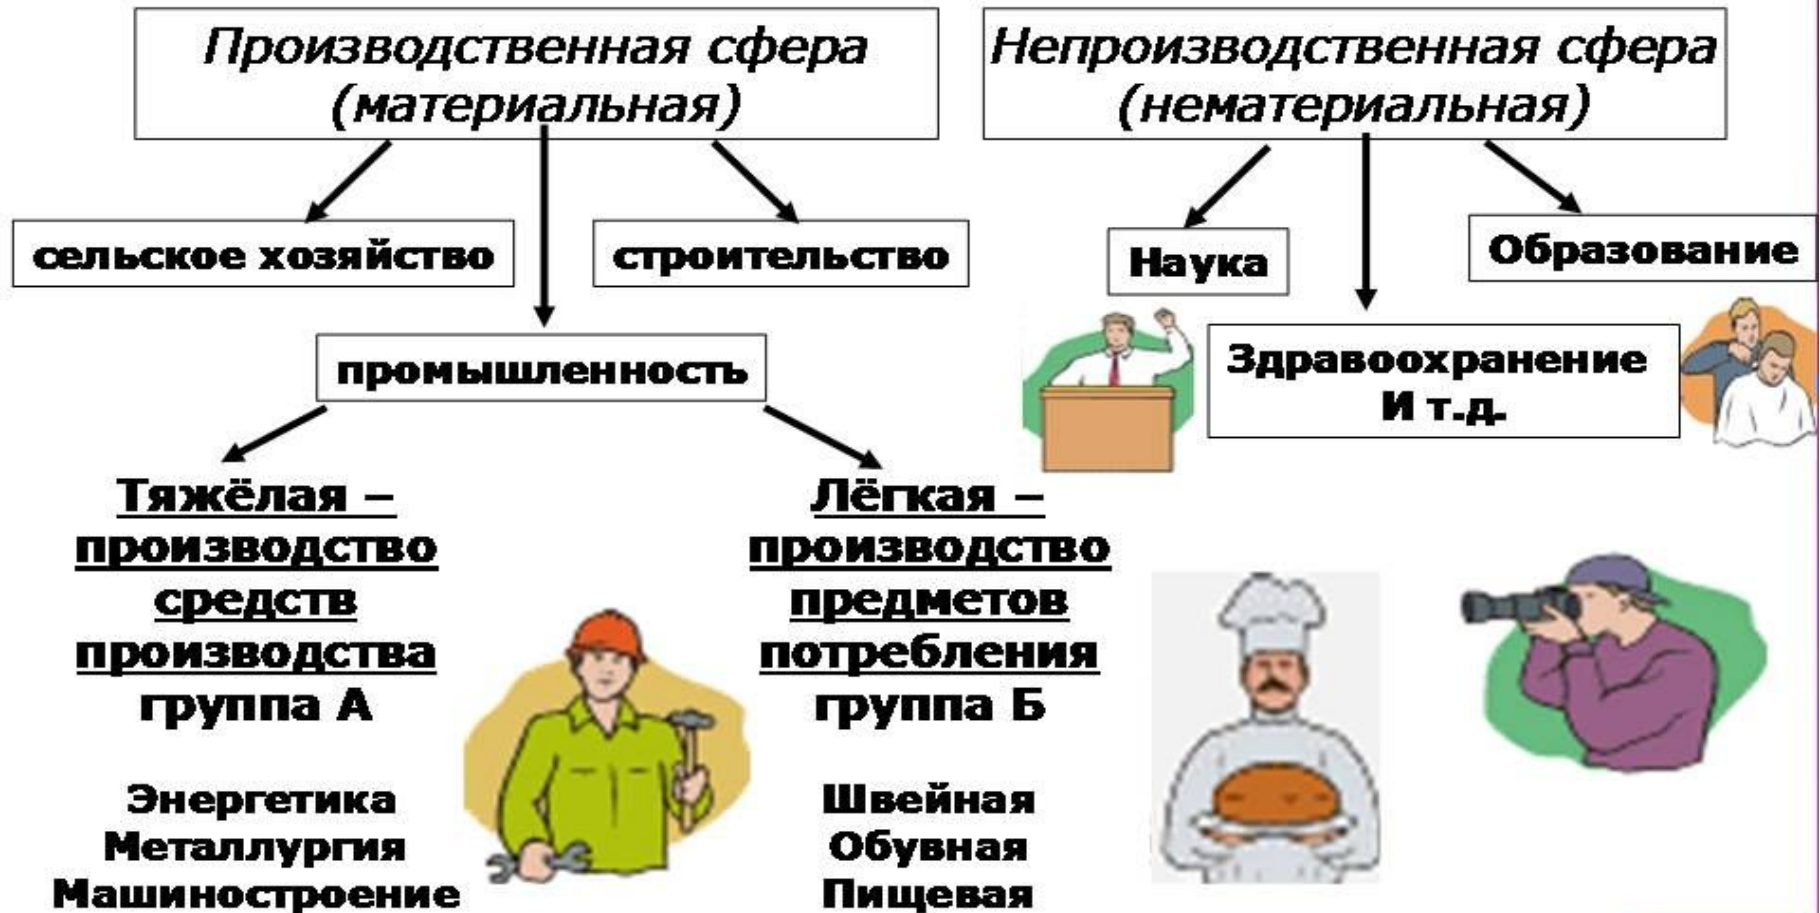 Производственная сфера
(материальная)
Непроизводственная сфера
(нематериальная)
сельское хозяйство
строительство
Наука
Образование
промышленность
Здравоохранение
И т.д.
Тяжёлая –
производство
средств
производства
группа А
Энергетика
Металлургия
Машиностроение
Лёгкая –
производство
предметов
потребления
группа Б
Швейная
Обувная
Пищевая